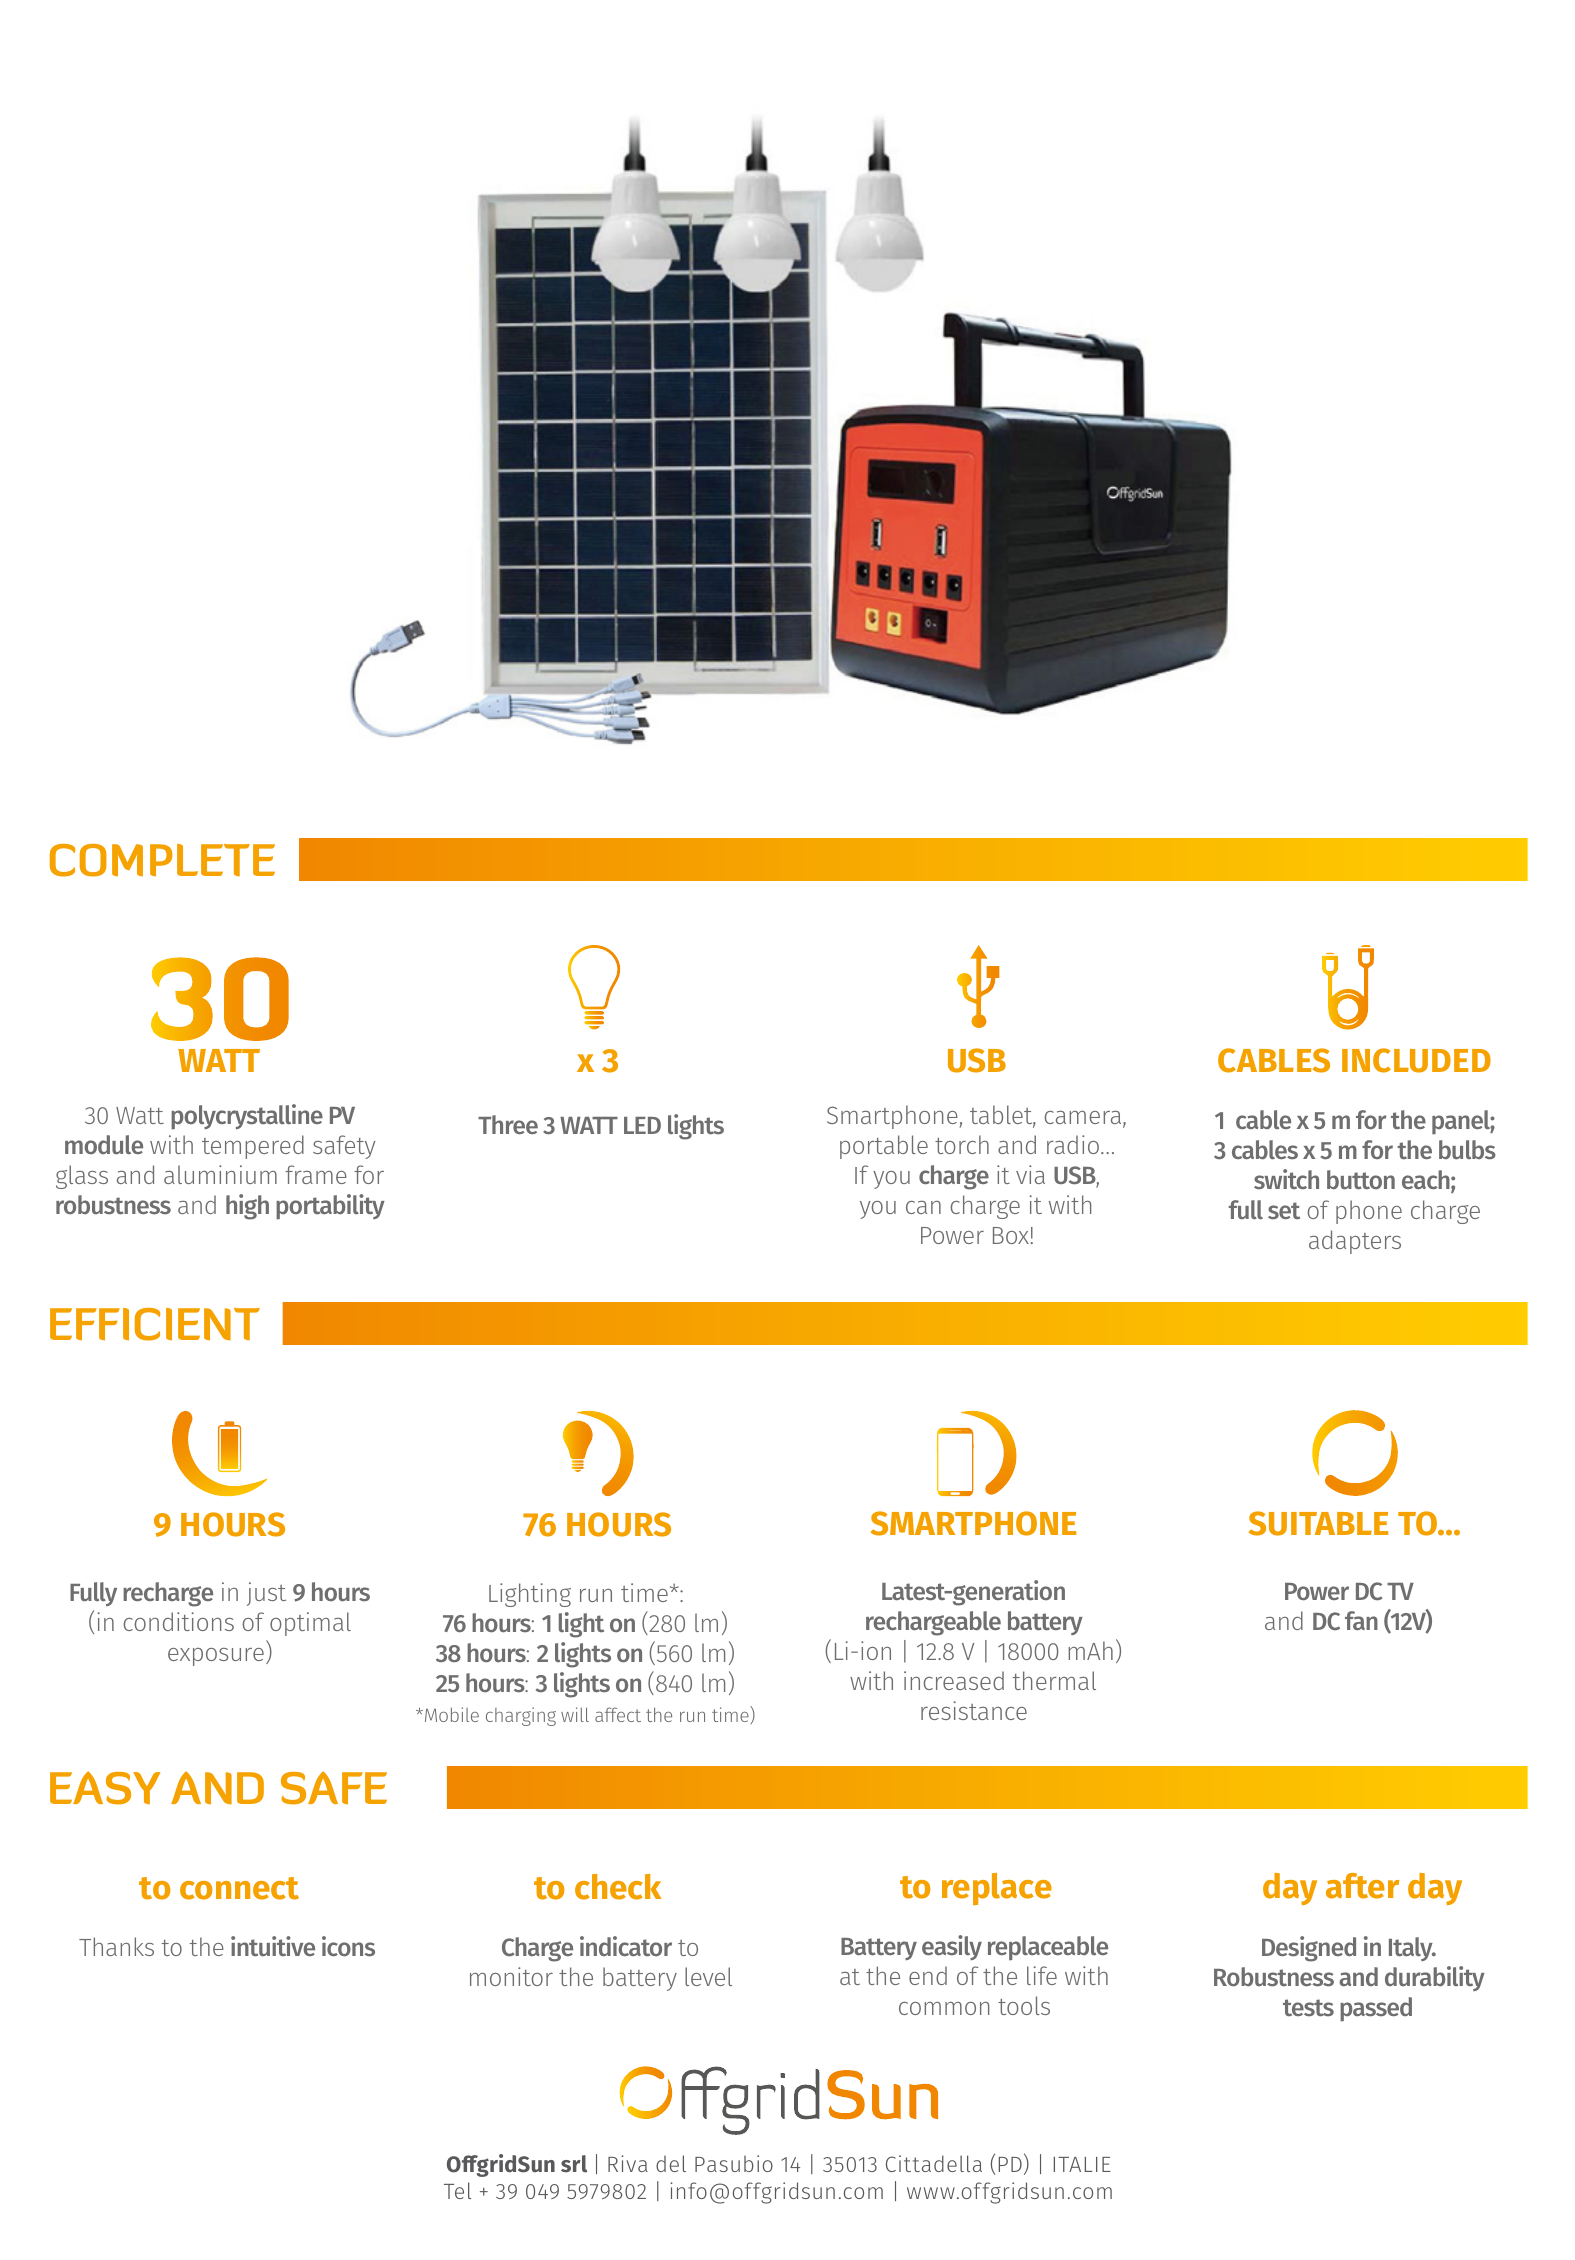 OffgridSun
COMPLETE
30
WATT
30 Watt polycrystalline PV
module with tempered safety
glass and aluminium frame for
robustness and high portability
x 3
Three 3 WATT LED lights
USB
Smartphone, tablet, camera,
portable torch and radio...
If you charge it via USB,
you can charge it with
Power Box!
CABLES INCLUDED
1 cable x 5 m for the panel;
3 cables x 5 m for the bulbs
switch button each;
full set of phone charge
adapters
EFFICIENT
9 HOURS
Fully recharge in just 9 hours
(in conditions of optimal
exposure)
76 HOURS
Lighting run time*:
76 hours: 1 light on (280 lm)
38 hours: 2 lights on (560 lm)
25 hours: 3 lights on (840 lm)
*Mobile charging will affect the run time)
SMARTPHONE
Latest-generation
rechargeable battery
(Li-ion | 12.8 V | 18000 mAh)
with increased thermal
resistance
SUITABLE TO...
Power DC TV
and DC fan (12V)
EASY AND SAFE
to connect
Thanks to the intuitive icons
to check
Charge indicator to
monitor the battery level
to replace
Battery easily replaceable
at the end of the life with
common tools
day after day
Designed in Italy.
Robustness and durability
tests passed
OffgridSun
OffgridSun srl | Riva del Pasubio 14 | 35013 Cittadella (PD) | ITALIE
Tel + 39 049 5979802 | info@offgridsun.com | www.offgridsun.com